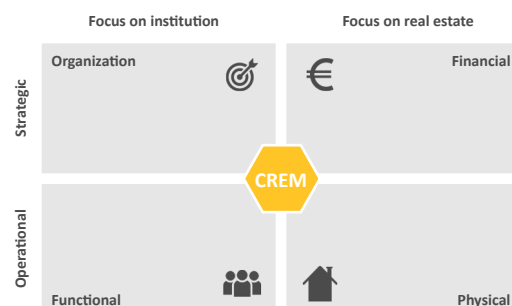 Focus on institution
Focus on real estate
Strategic
Organization
Financial
CREM
Operational
Functional
Physical